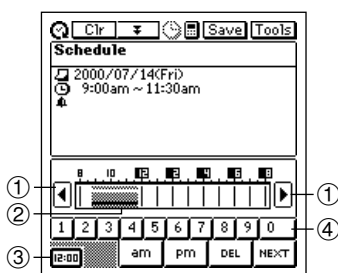 Clr Save Tools
Schedule
2000/07/14(Fri)
9:00am ~ 11:30am
8 10 12 2 4 6 8
① ①
②
1 2 3 4 5 6 7 8 9 0 ④
③ 12:00 am pm DEL NEXT